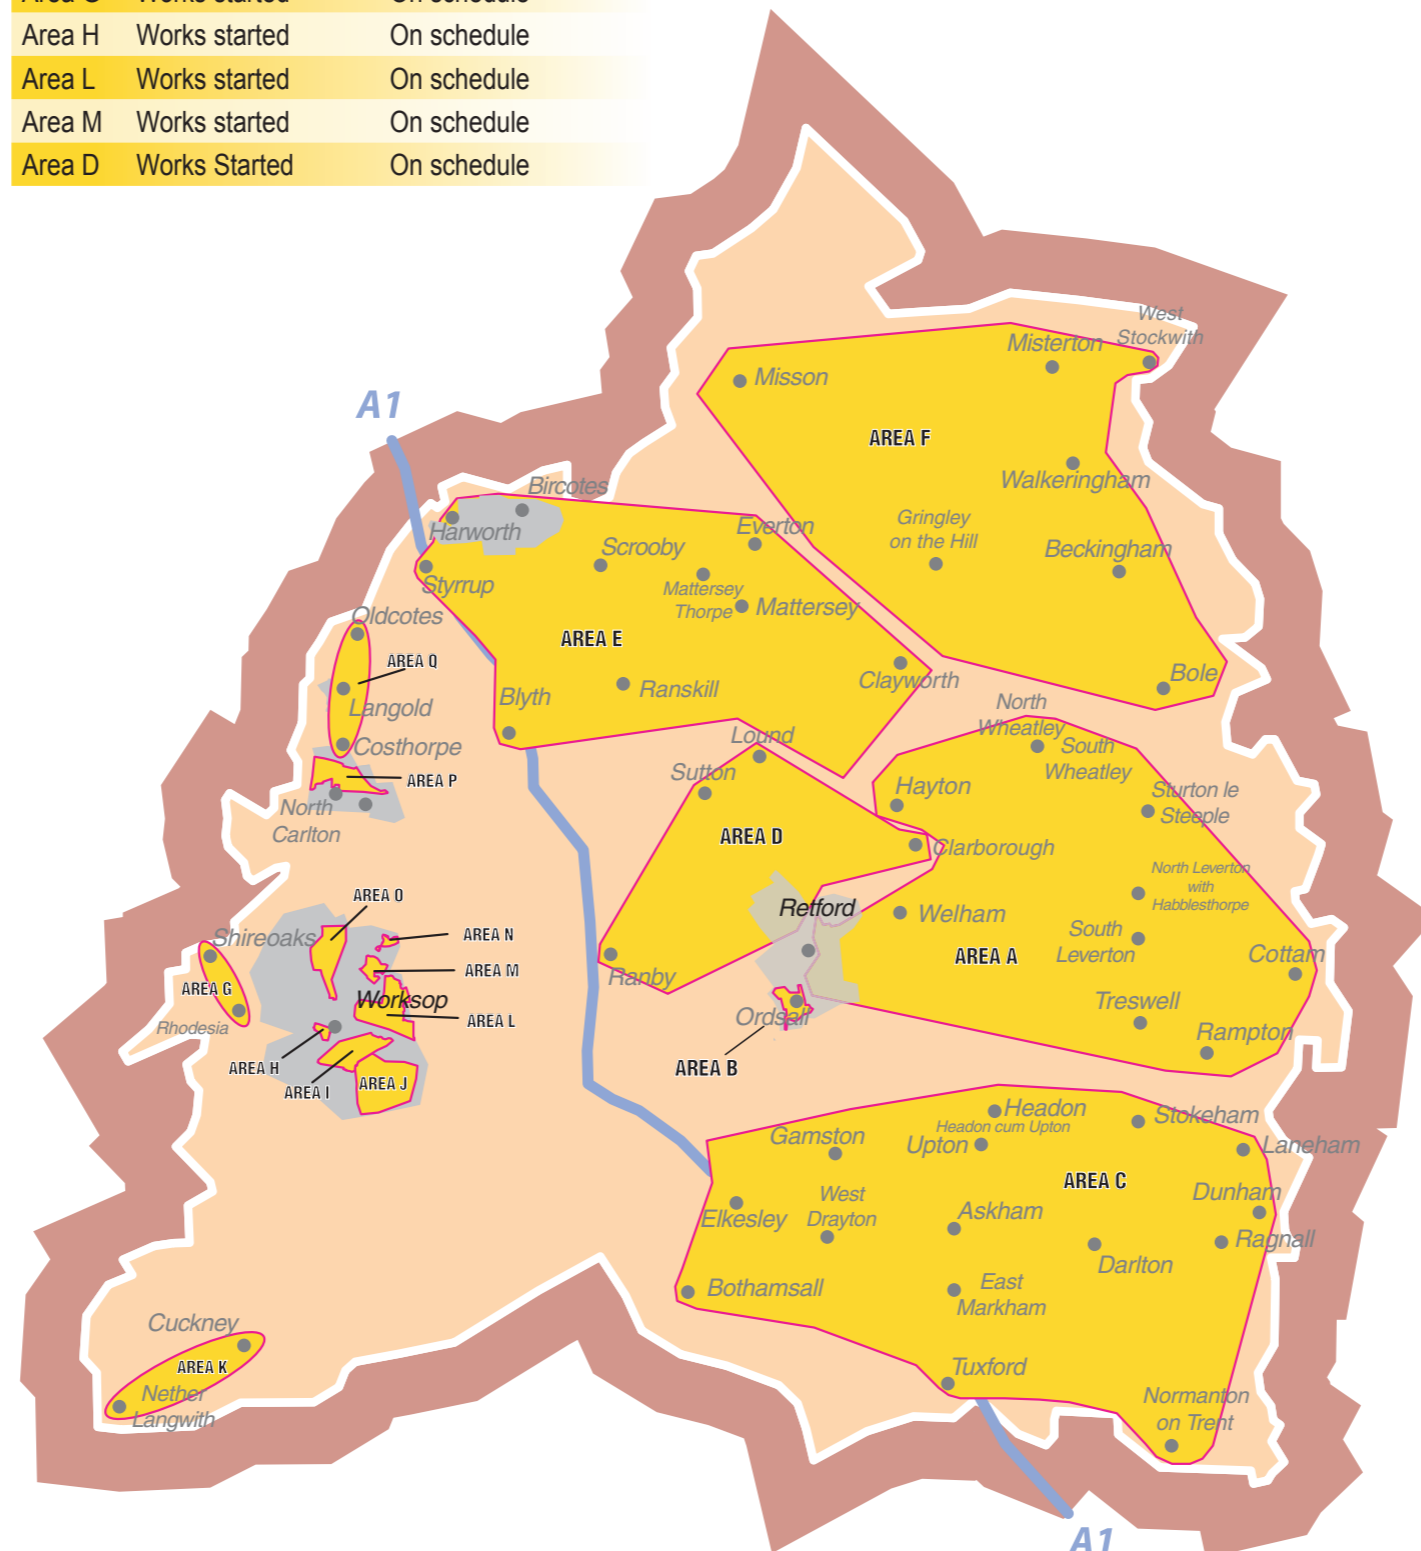 Works started On schedule
Area H Works started On schedule
Area L Works started On schedule
Area M Works started On schedule
Area D Works Started On schedule
West
Stockwith
Misterton
Misson
A1
AREA F
Walkeringham
Bircotes
Harworth
Gringley
on the Hill
Everton
Scrooby
Beckingham
Styrrup
Mattersey
Thorpe
Mattersey
Oldcotes
AREA E
AREA Q
Clayworth
Bole
Ranskill
Blyth
Langold
North
Wheatley
Lound
Costhorpe
South
Wheatley
Sutton
AREA P
Hayton
Sturton le
Steeple
North
Carlton
AREA D
Clarborough
North Leverton
with
Habblesthorpe
AREA O
Retford
Welham
Shireoaks
AREA N
South
Leverton
AREA A
Cottam
AREA M
Ranby
AREA G
Worksop
Treswell
Ordsall
AREA L
Rhodesia
Rampton
AREA H
AREA B
AREA I
AREA J
Headon
Headon cum Upton
Stokeham
Gamston
Upton
Laneham
AREA C
West
Drayton
Dunham
Elkesley
Askham
Ragnall
Darlton
Bothamsall
East
Markham
Cuckney
AREA K
Tuxford
Nether
Langwith
Normanton
on Trent
A1